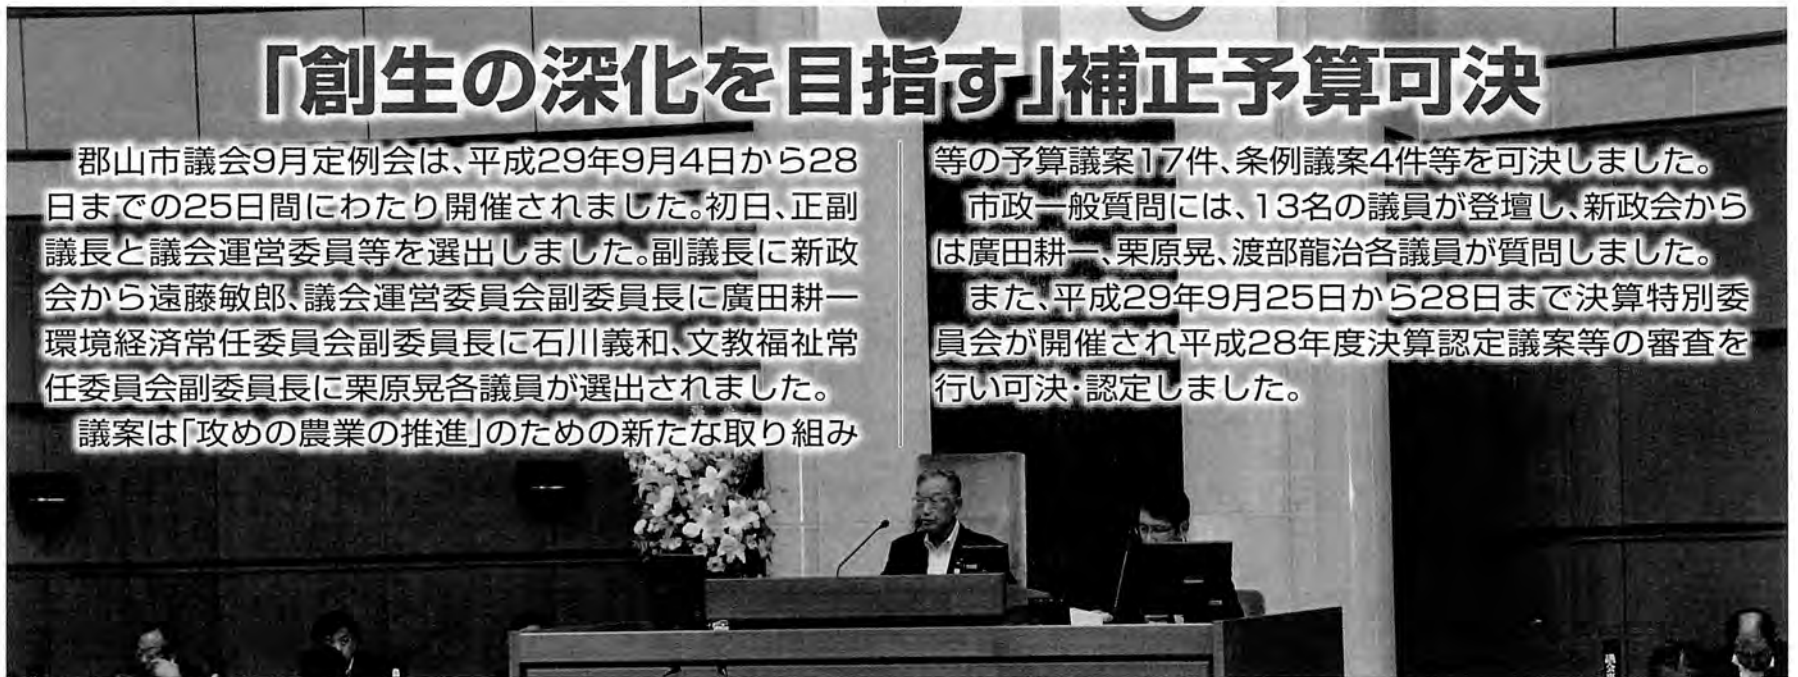 「創生の深化を目指す」補正予算可決
郡山市議会9月定例会は、平成29年9月4日から28
日までの25日間にわたり開催されました。初日、正副
議長と議会運営委員等を選出しました。副議長に新政
会から遠藤敏郎、議会運営委員会副委員長に廣田耕一
環境経済常任委員会副委員長に石川義和、文教福祉常
任委員会副委員長に栗原晃各議員が選出されました。
議案は「攻めの農業の推進」のための新たな取り組み
等の予算議案17件、条例議案4件等を可決しました。
市政一般質問には、13名の議員が登壇し、新政会から
は廣田耕一、栗原晃、渡部龍治各議員が質問しました。
また、平成29年9月25日から28日まで決算特別委
員会が開催され平成28年度決算認定議案等の審査を
行い可決・認定しました。